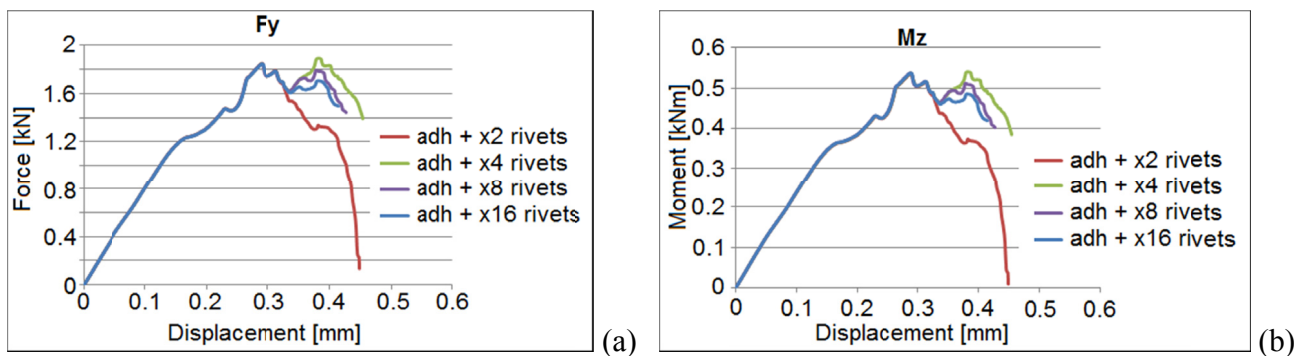 Fy
Force [kN]
2
1.6
1.2
0.8
0.4
0
0 0.1 0.2 0.3 0.4 0.5 0.6
Displacement [mm]
adh + x2 rivets
adh + x4 rivets
adh + x8 rivets
adh + x16 rivets
(a)
Mz
Moment [kNm]
0.6
0.5
0.4
0.3
0.2
0.1
0
0 0.1 0.2 0.3 0.4 0.5 0.6
Displacement [mm]
adh + x2 rivets
adh + x4 rivets
adh + x8 rivets
adh + x16 rivets
(b)